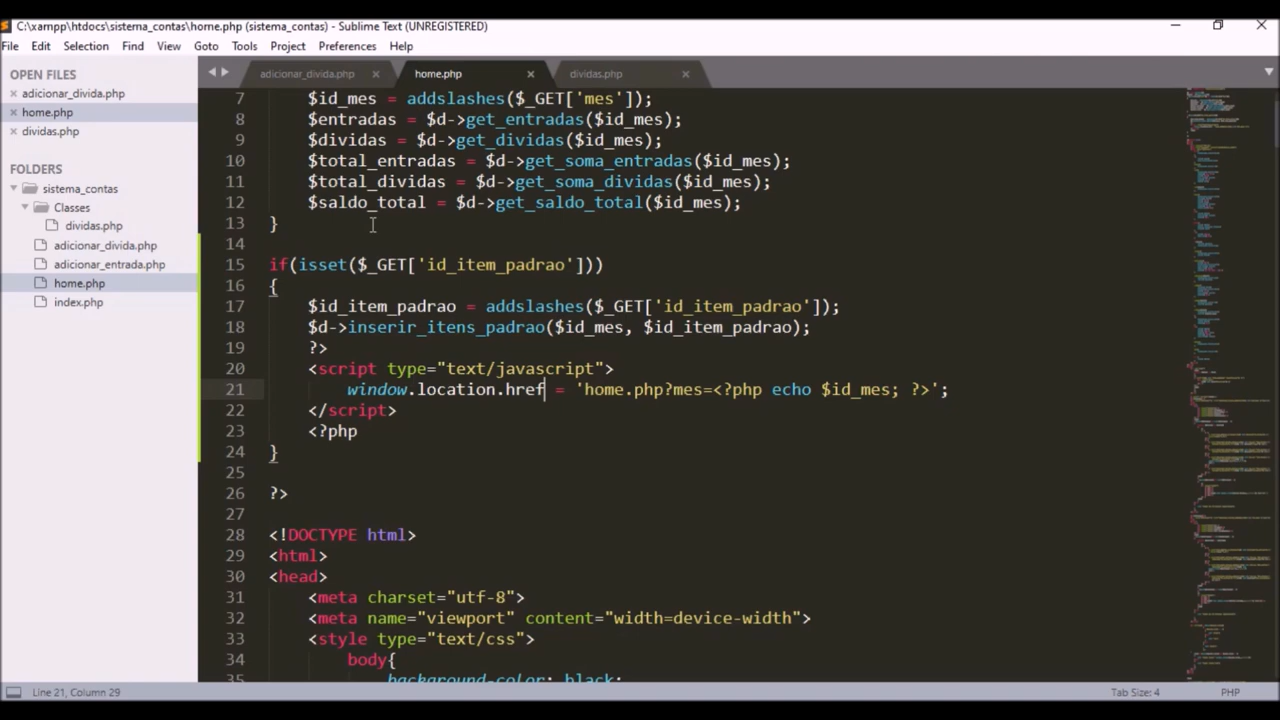 C:\xampp\htdocs\sistema_contas\home.php (sistema_contas) - Sublime Text (UNREGISTERED)
File Edit Selection Find View Goto Tools Project Preferences Help
OPEN FILES
× adicionar_divida.php
× home.php
× dividas.php
FOLDERS
sistema_contas
Classes
dividas.php
adicionar_divida.php
adicionar_entrada.php
home.php
index.php
adicionar_divida.php × home.php × dividas.php ×
7 $id_mes = addslashes($_GET['mes']);
8 $entradas = $d->get_entradas($id_mes);
9 $dividas = $d->get_dividas($id_mes);
10 $total_entradas = $d->get_soma_entradas($id_mes);
11 $total_dividas = $d->get_soma_dividas($id_mes);
12 $saldo_total = $d->get_saldo_total($id_mes);
13 }
14
15 if(isset($_GET['id_item_padrao']))
16 {
17 $id_item_padrao = addslashes($_GET['id_item_padrao']);
18 $d->inserir_itens_padrao($id_mes, $id_item_padrao);
19 ?>
20 <script type="text/javascript">
21 window.location.href = 'home.php?mes=<?php echo $id_mes; ?>';
22 </script>
23 <?php
24 }
25
26 ?>
27
28 <!DOCTYPE html>
29 <html>
30 <head>
31 <meta charset="utf-8">
32 <meta name="viewport" content="width=device-width">
33 <style type="text/css">
34 body{
35 background-color: black;
Line 21, Column 29 Tab Size: 4 PHP